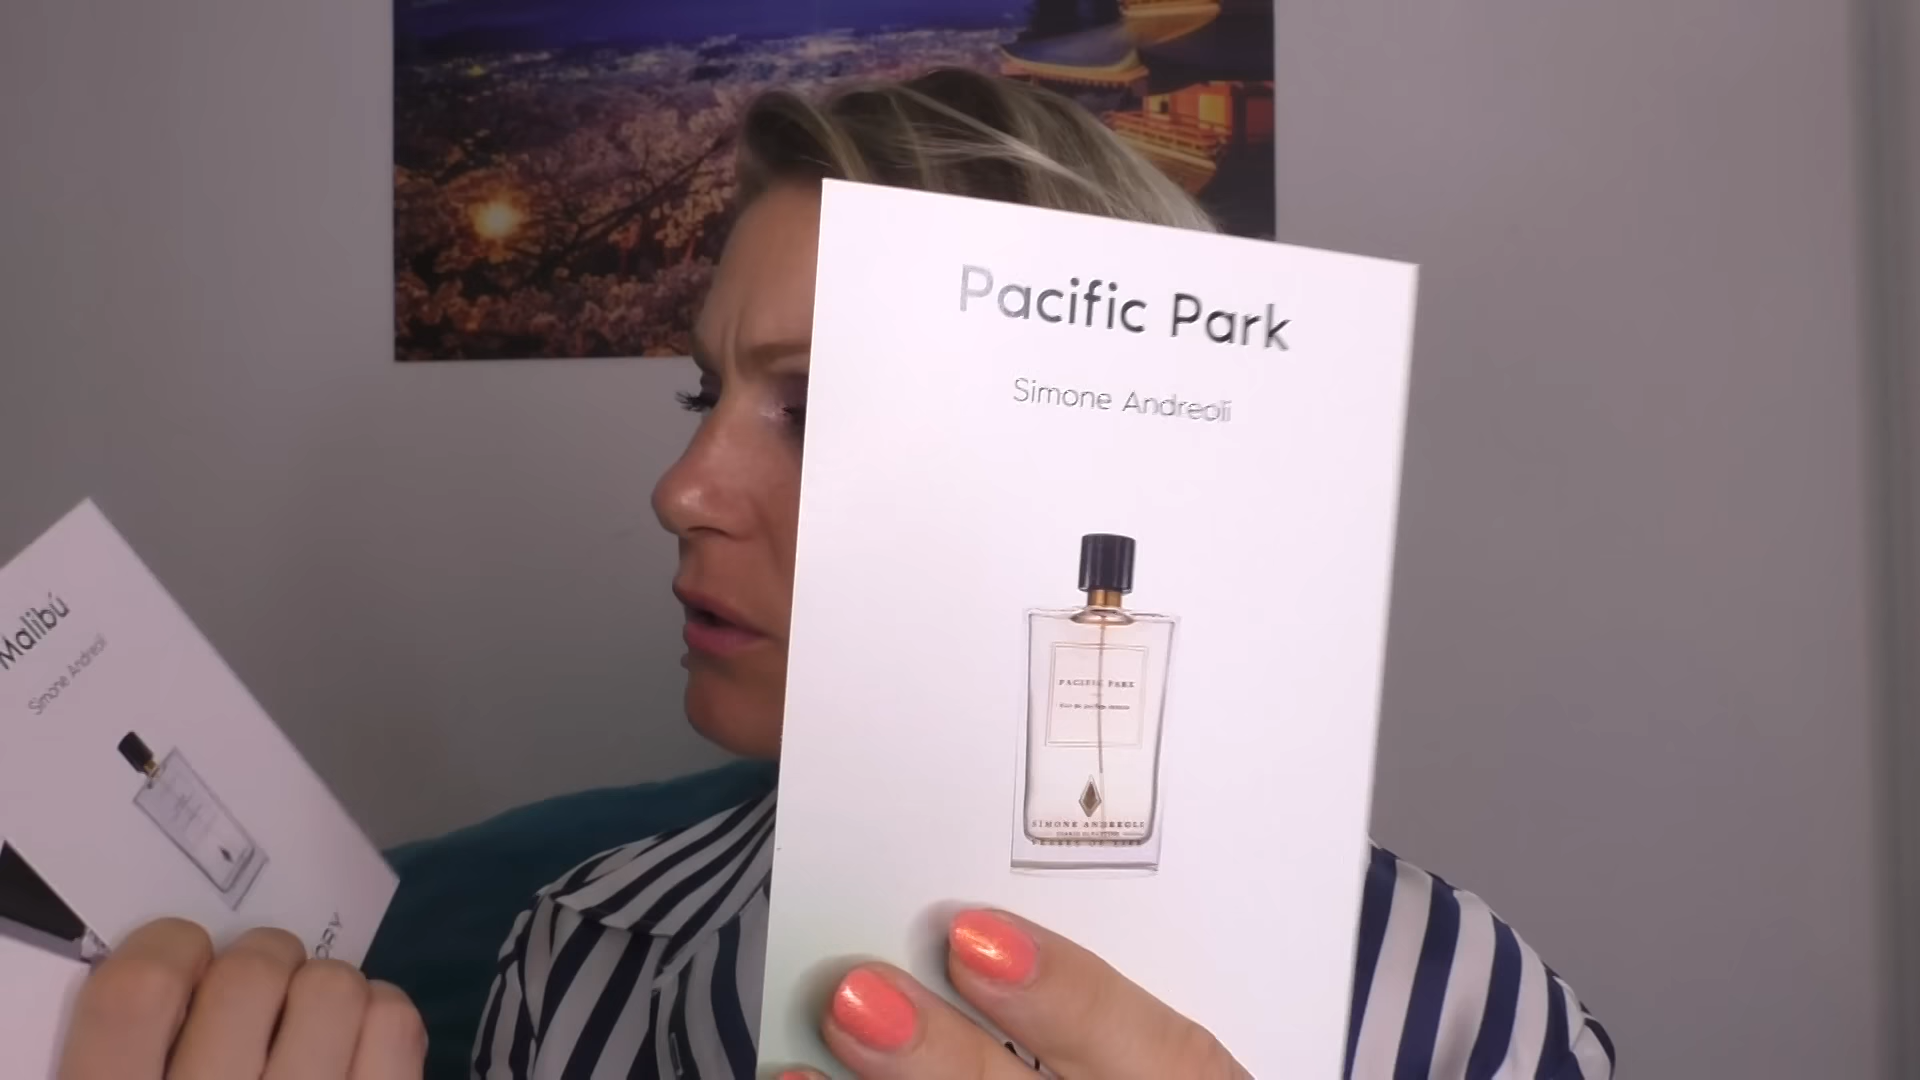 Pacific Park
Simone Andreoli
PACIFIC PARK
SIMONE ANDREOLI
Malibú
Simone Andreoli